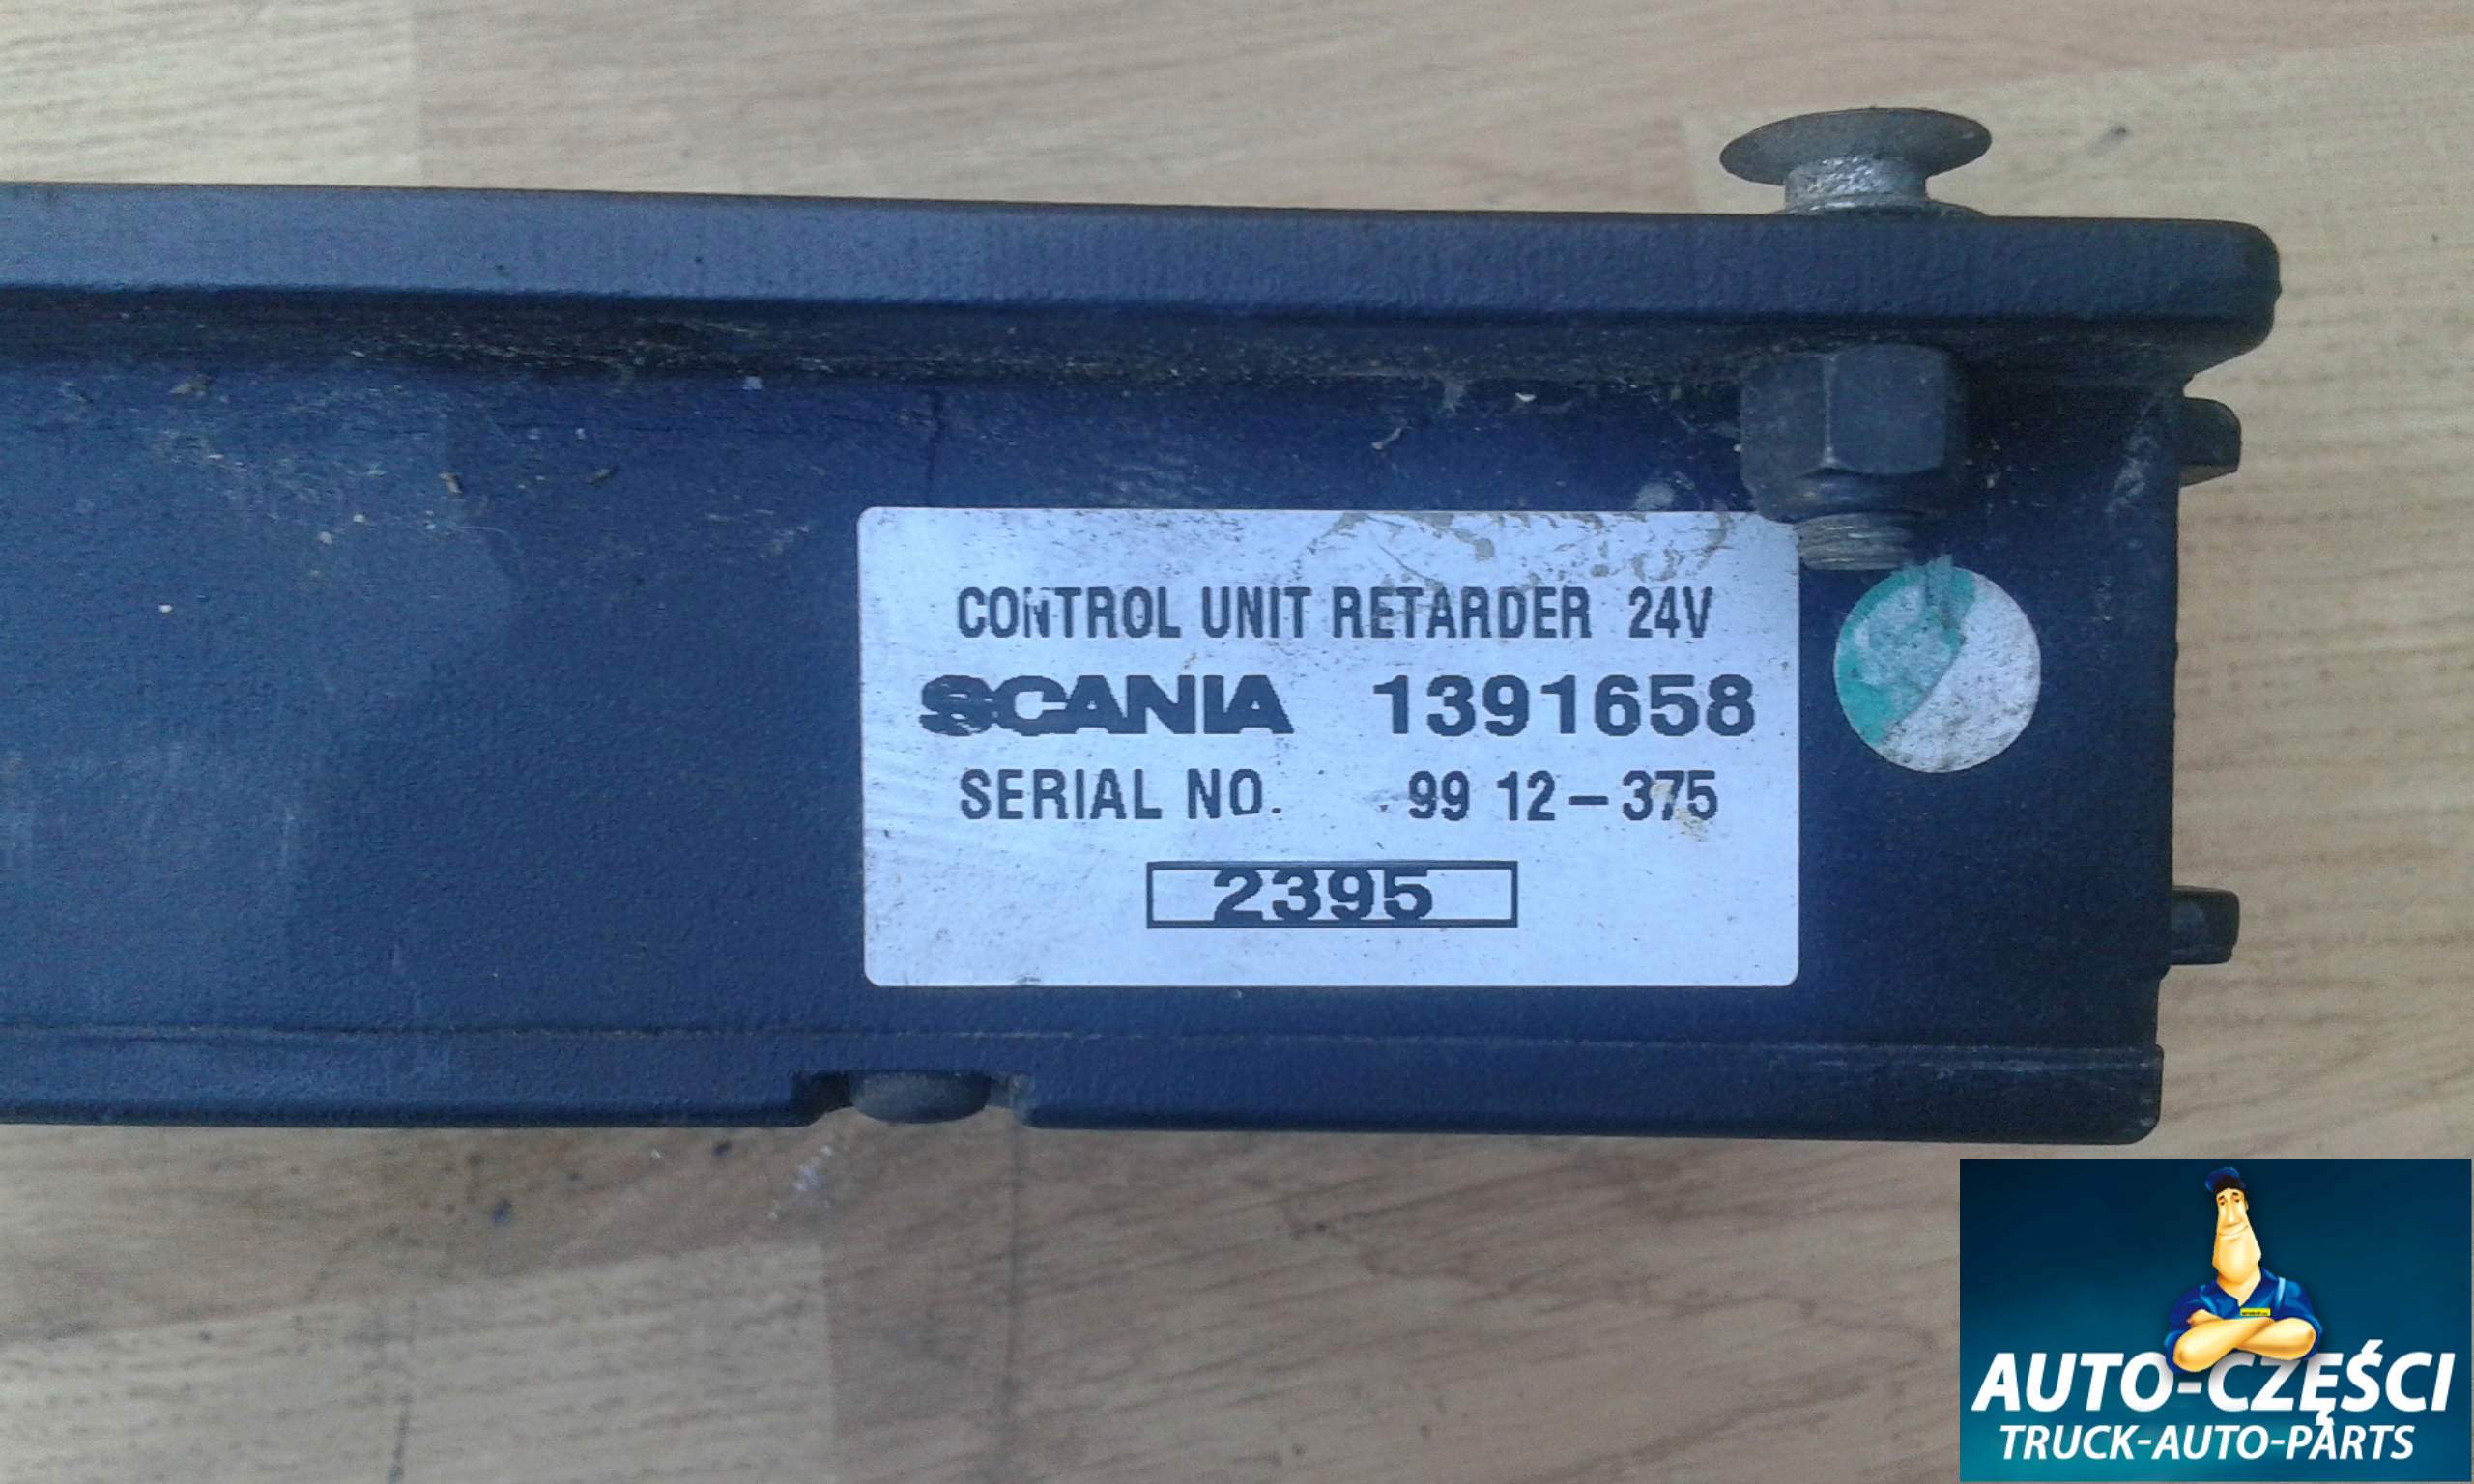 CONTROL UNIT RETARDER 24V
SCANIA 1391658
SERIAL NO. 99 12-375
2395
AUTO-CZĘŚCI
TRUCK-AUTO-PARTS